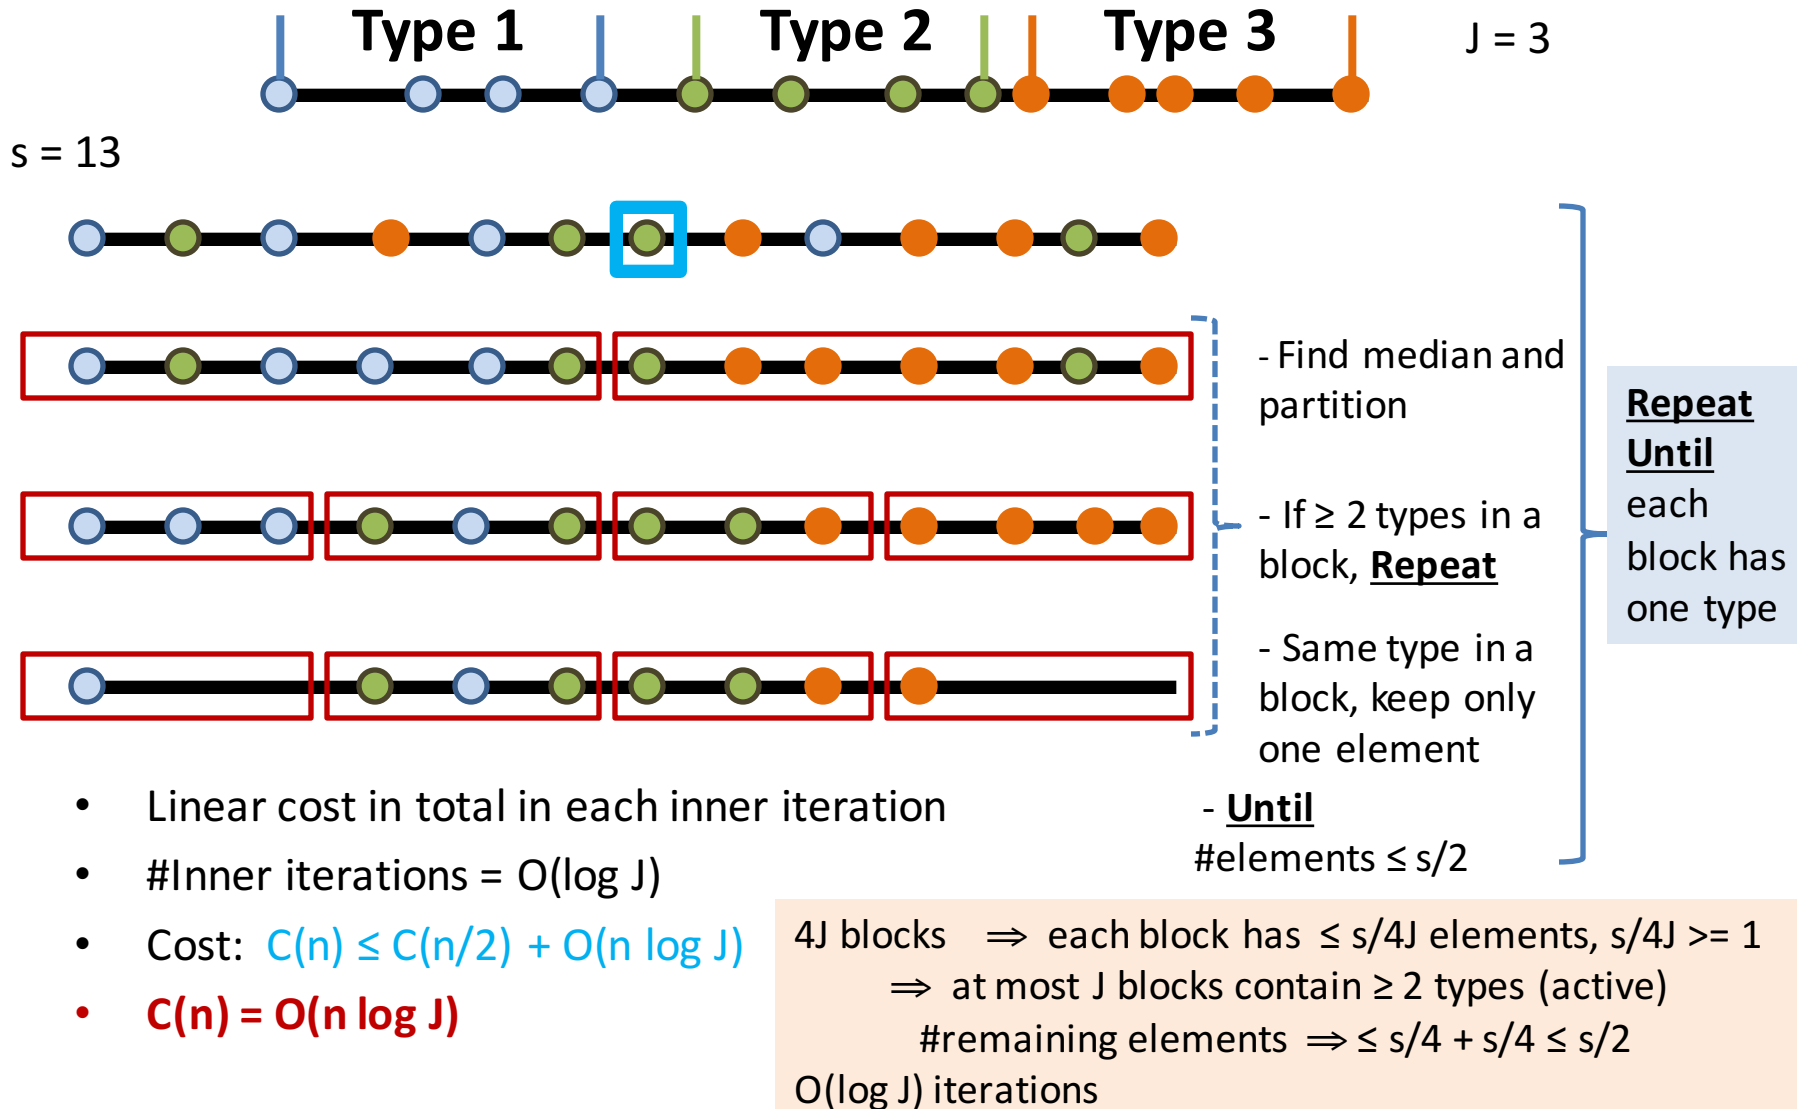 Type 1 Type 2 Type 3 J = 3
s = 13
- Find median and
partition
- If ≥ 2 types in a
block, Repeat
- Same type in a
block, keep only
one element
- Until
#elements ≤ s/2
Repeat
Until
each
block has
one type
• Linear cost in total in each inner iteration
• #Inner iterations = O(log J)
• Cost: C(n) ≤ C(n/2) + O(n log J)
• C(n) = O(n log J)
4J blocks ⇒ each block has ≤ s/4J elements, s/4J >= 1
⇒ at most J blocks contain ≥ 2 types (active)
#remaining elements ⇒ ≤ s/4 + s/4 ≤ s/2
O(log J) iterations